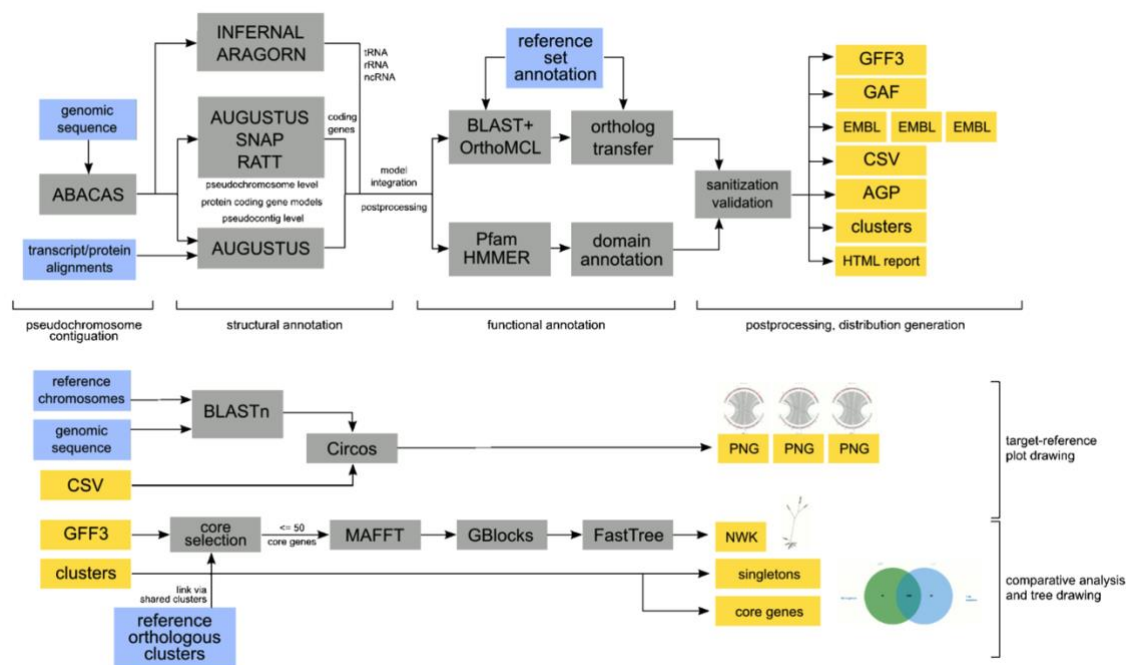 INFERNAL
ARAGORN
tRNA
rRNA
ncRNA
reference
set
annotation
GFF3
GAF
genomic
sequence
AUGUSTUS
SNAP
RATT
coding
genes
BLAST+
OrthoMCL
ortholog
transfer
EMBL EMBL EMBL
CSV
ABACAS
pseudochromosome level
protein coding gene models
pseudocontig level
model
integration
postprocessing
sanitization
validation
AGP
clusters
transcript/protein
alignments
AUGUSTUS
Pfam
HMMER
domain
annotation
HTML report
pseudochromosome
contiguation
structural annotation
functional annotation
postprocessing, distribution generation
reference
chromosomes
BLASTn
genomic
sequence
Circos
PNG PNG PNG
target-reference
plot drawing
CSV
GFF3
core
selection
<= 50
core genes
MAFFT
GBlocks
FastTree
NWK
clusters
singletons
link via
shared clusters
core genes
comparative analysis
and tree drawing
reference
orthologous
clusters